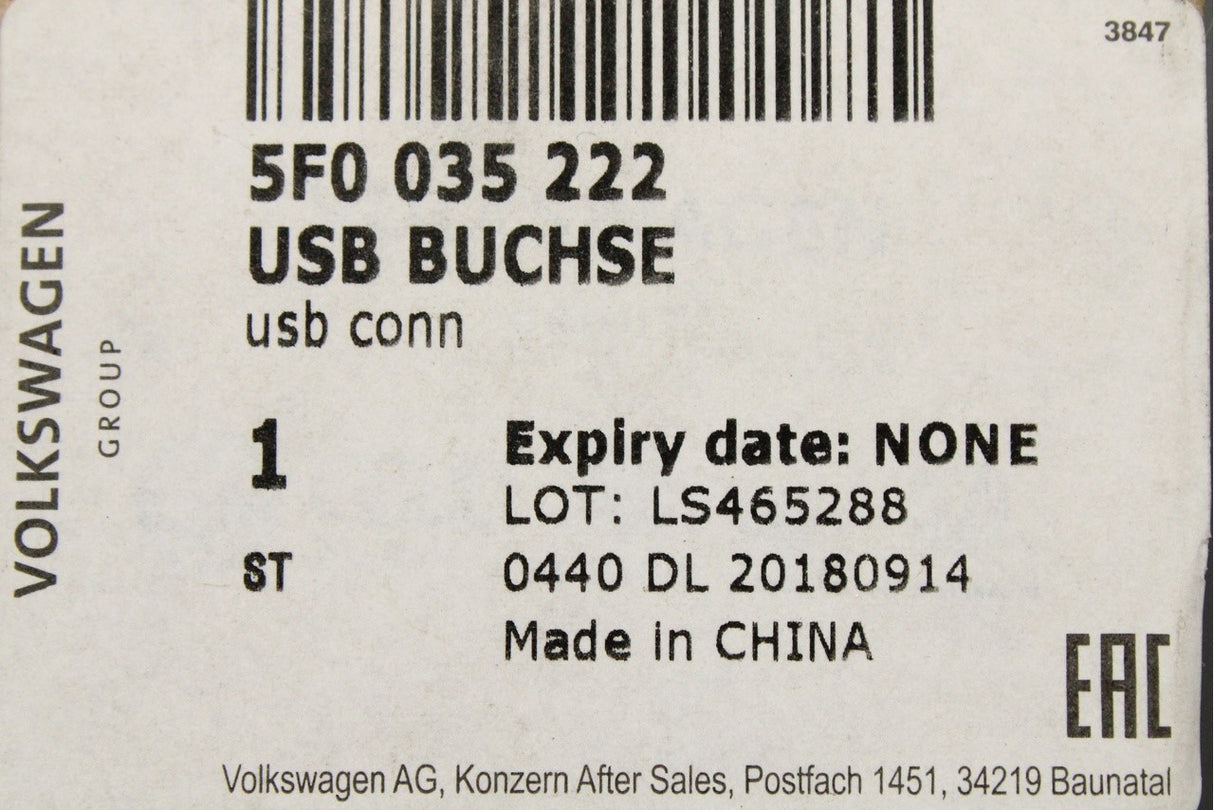 3847
5F0 035 222
USB BUCHSE
usb conn
VOLKSWAGEN
GROUP
1
Expiry date: NONE
LOT: LS465288
ST
0440 DL 20180914
Made in CHINA
EAC
Volkswagen AG, Konzern After Sales, Postfach 1451, 34219 Baunatal